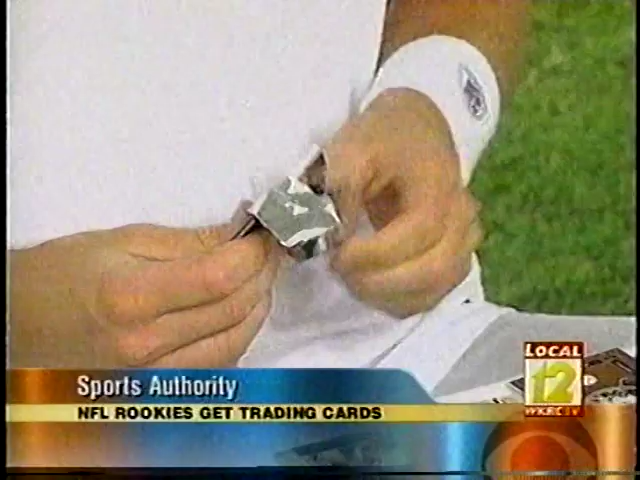 Sports Authority
NFL ROOKIES GET TRADING CARDS
LOCAL
12
WKRC TV